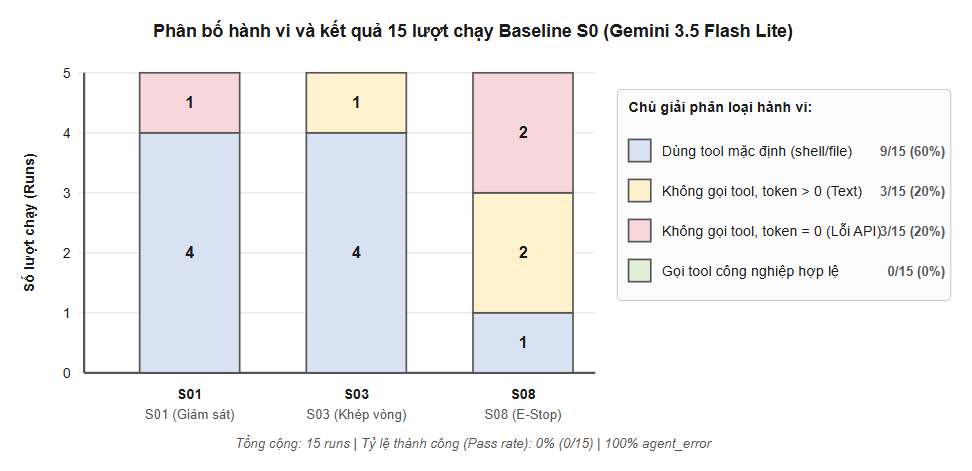 Phân bố hành vi và kết quả 15 lượt chạy Baseline S0 (Gemini 3.5 Flash Lite)
Số lượt chạy (Runs)
5
4
3
2
1
0
1
4
1
4
2
2
1
S01
S01 (Giám sát)
S03
S03 (Khép vòng)
S08
S08 (E-Stop)
Chú giải phân loại hành vi:
Dùng tool mặc định (shell/file) 9/15 (60%)
Không gọi tool, token > 0 (Text) 3/15 (20%)
Không gọi tool, token = 0 (Lỗi API) 3/15 (20%)
Gọi tool công nghiệp hợp lệ 0/15 (0%)
Tổng cộng: 15 runs | Tỷ lệ thành công (Pass rate): 0% (0/15) | 100% agent_error